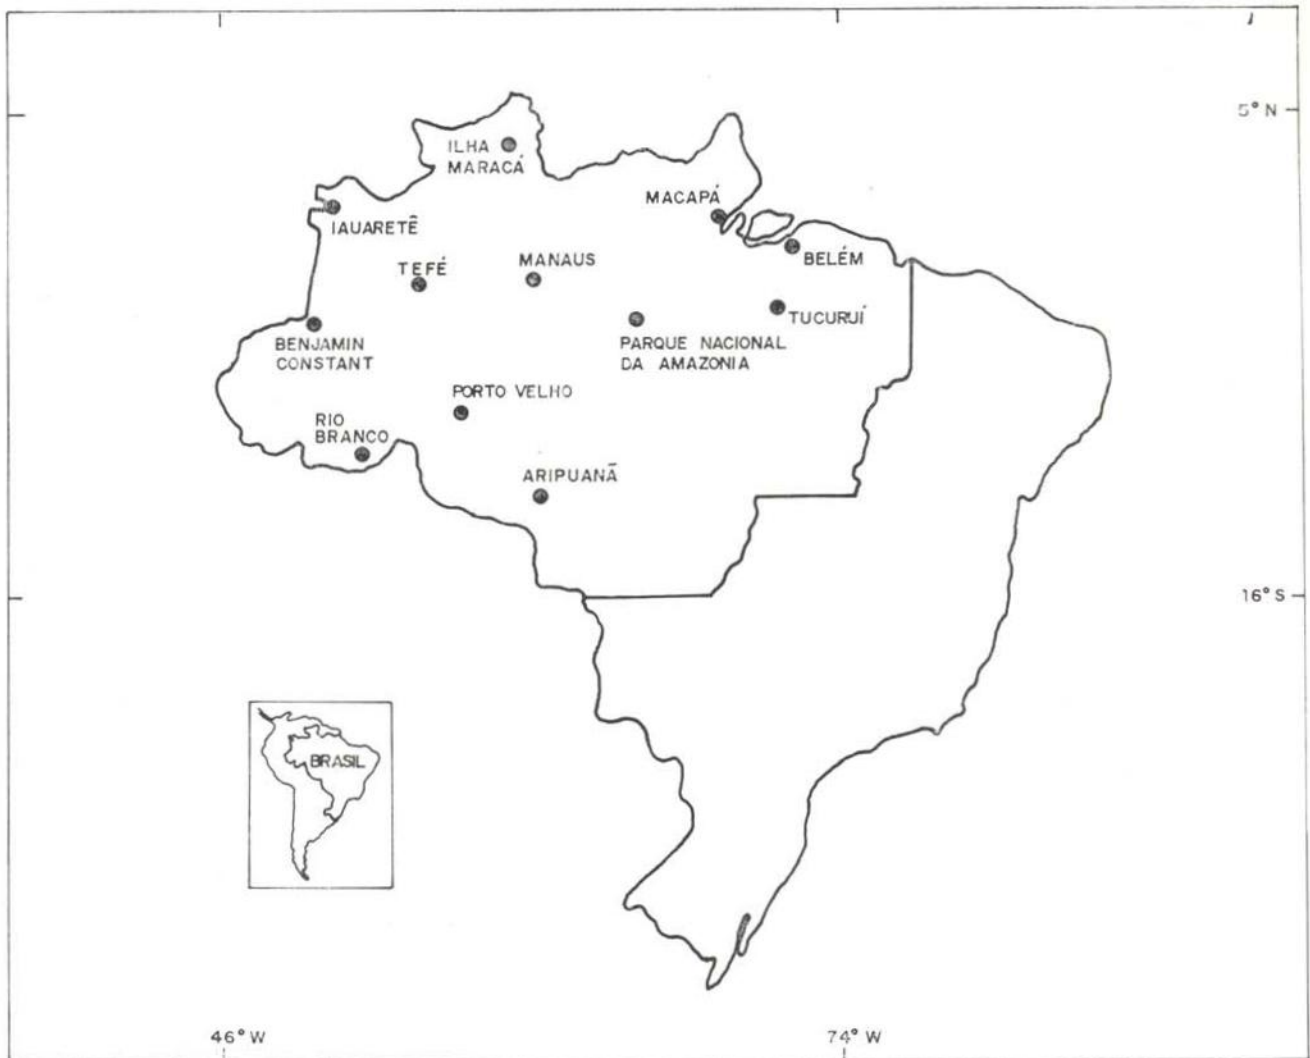 5° N
ILHA
MARACÁ
MACAPÁ
IAUARETÊ
BELÉM
TEFÉ
MANAUS
TUCURUÍ
BENJAMIN
CONSTANT
PARQUE NACIONAL
DA AMAZONIA
PORTO VELHO
RIO
BRANCO
ARIPUANÃ
16° S
BRASIL
46° W
74° W